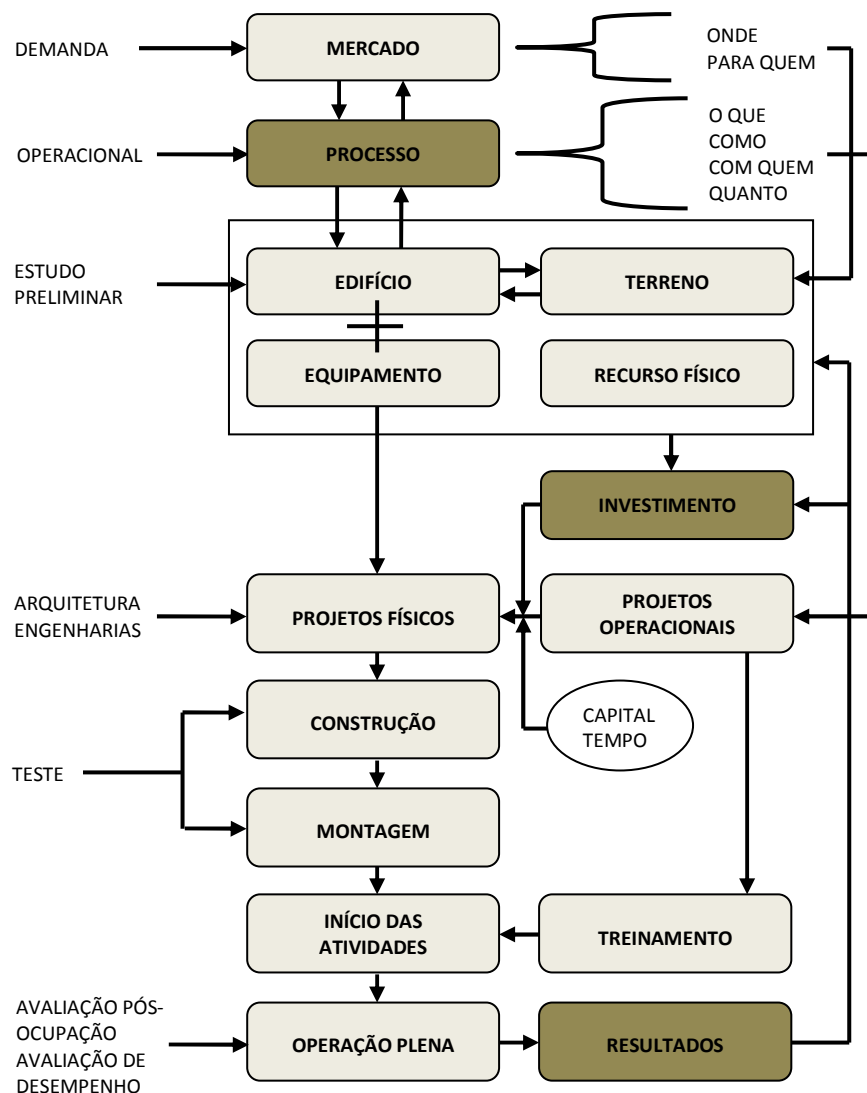 DEMANDA
MERCADO
ONDE
PARA QUEM
OPERACIONAL
PROCESSO
O QUE
COMO
COM QUEM
QUANTO
ESTUDO
PRELIMINAR
EDIFÍCIO
TERRENO
EQUIPAMENTO
RECURSO FÍSICO
INVESTIMENTO
ARQUITETURA
ENGENHARIAS
PROJETOS FÍSICOS
PROJETOS
OPERACIONAIS
CONSTRUÇÃO
CAPITAL
TEMPO
TESTE
MONTAGEM
INÍCIO DAS
ATIVIDADES
TREINAMENTO
AVALIAÇÃO PÓS-
OCUPAÇÃO
AVALIAÇÃO DE
DESEMPENHO
OPERAÇÃO PLENA
RESULTADOS